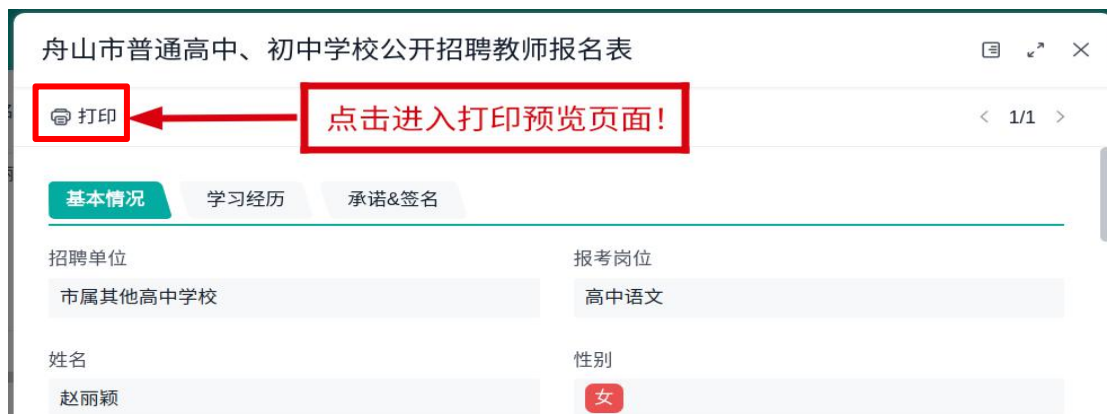 舟山市普通高中、初中学校公开招聘教师报名表
打印
点击进入打印预览页面！
1/1
基本情况 学习经历 承诺&签名
招聘单位 报考岗位
市属其他高中学校 高中语文
姓名 性别
赵丽颖 女